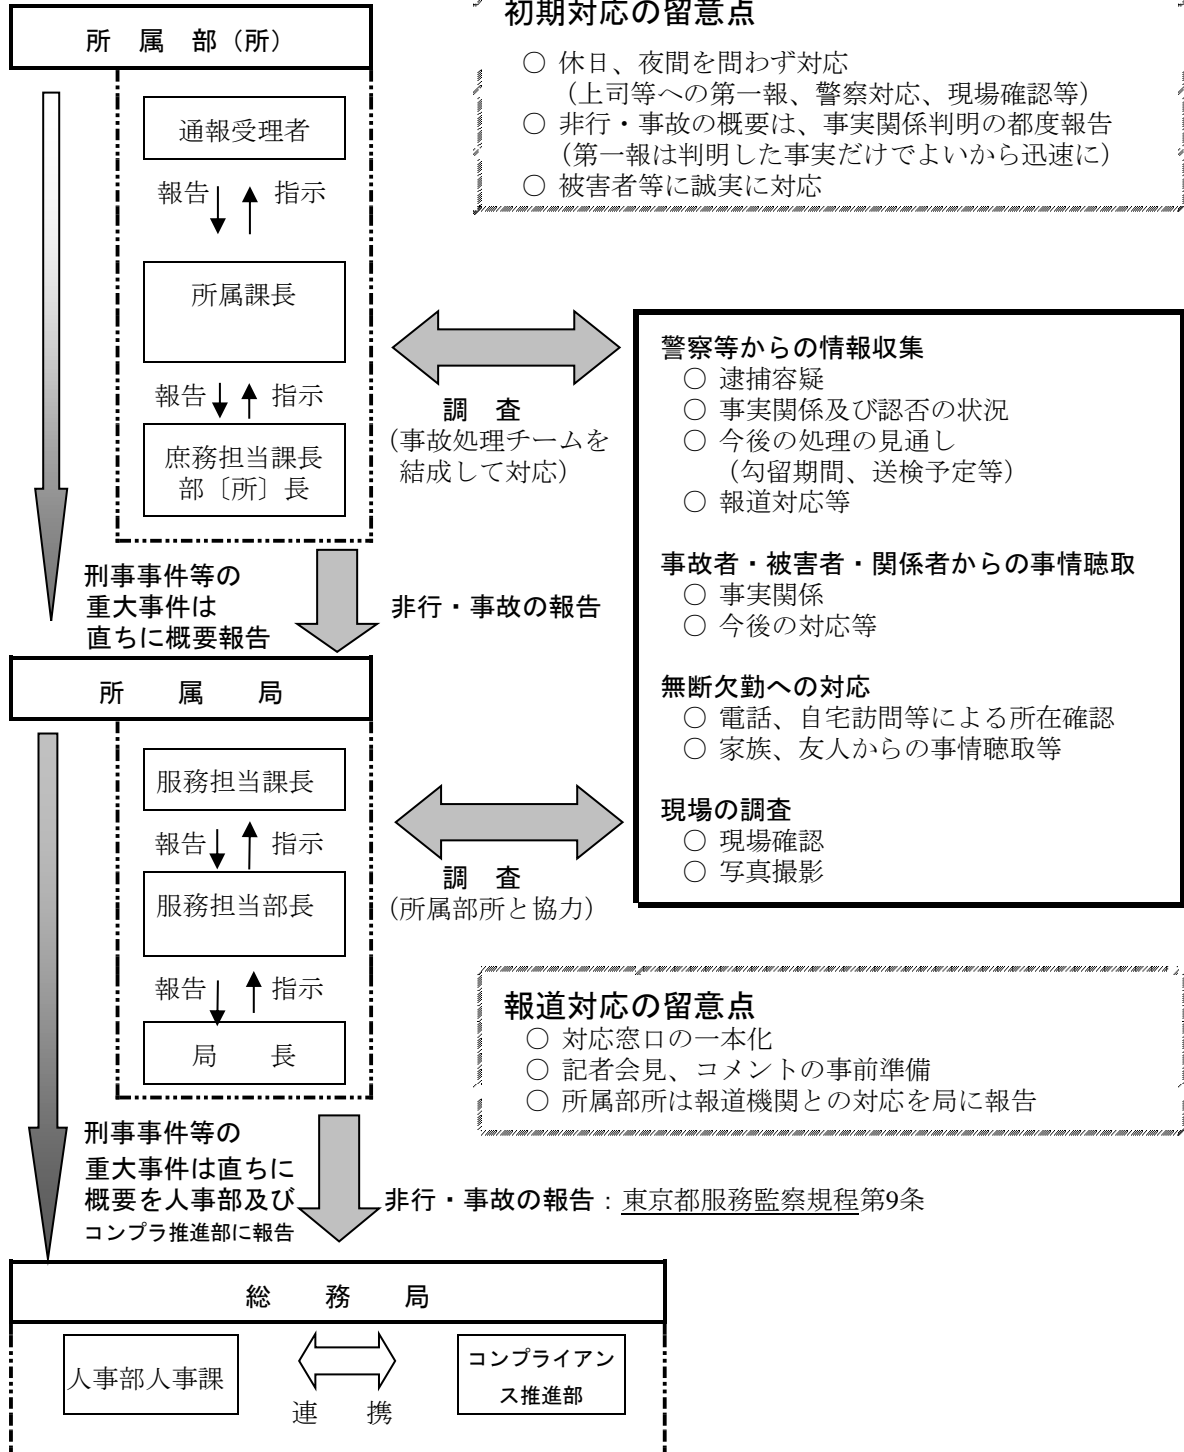 初期対応の留意点
○ 休日、夜間を問わず対応
（上司等への第一報、警察対応、現場確認等）
○ 非行・事故の概要は、事実関係判明の都度報告
（第一報は判明した事実だけでよいから迅速に）
○ 被害者等に誠実に対応
所 属 部（所）
通報受理者
報告 指示
所属課長
報告 指示
庶務担当課長
部〔所〕長
調 査
（事故処理チームを
結成して対応）
警察等からの情報収集
○ 逮捕容疑
○ 事実関係及び認否の状況
○ 今後の処理の見通し
（勾留期間、送検予定等）
○ 報道対応等
事故者・被害者・関係者からの事情聴取
○ 事実関係
○ 今後の対応等
無断欠勤への対応
○ 電話、自宅訪問等による所在確認
○ 家族、友人からの事情聴取等
現場の調査
○ 現場確認
○ 写真撮影
刑事事件等の
重大事件は
直ちに概要報告
非行・事故の報告
所 属 局
服務担当課長
報告 指示
服務担当部長
報告 指示
局 長
調 査
（所属部所と協力）
報道対応の留意点
○ 対応窓口の一本化
○ 記者会見、コメントの事前準備
○ 所属部所は報道機関との対応を局に報告
刑事事件等の
重大事件は直ちに
概要を人事部及び
コンプラ推進部に報告
非行・事故の報告：東京都服務監察規程第9条
総 務 局
人事部人事課
連 携
コンプライアン
ス推進部